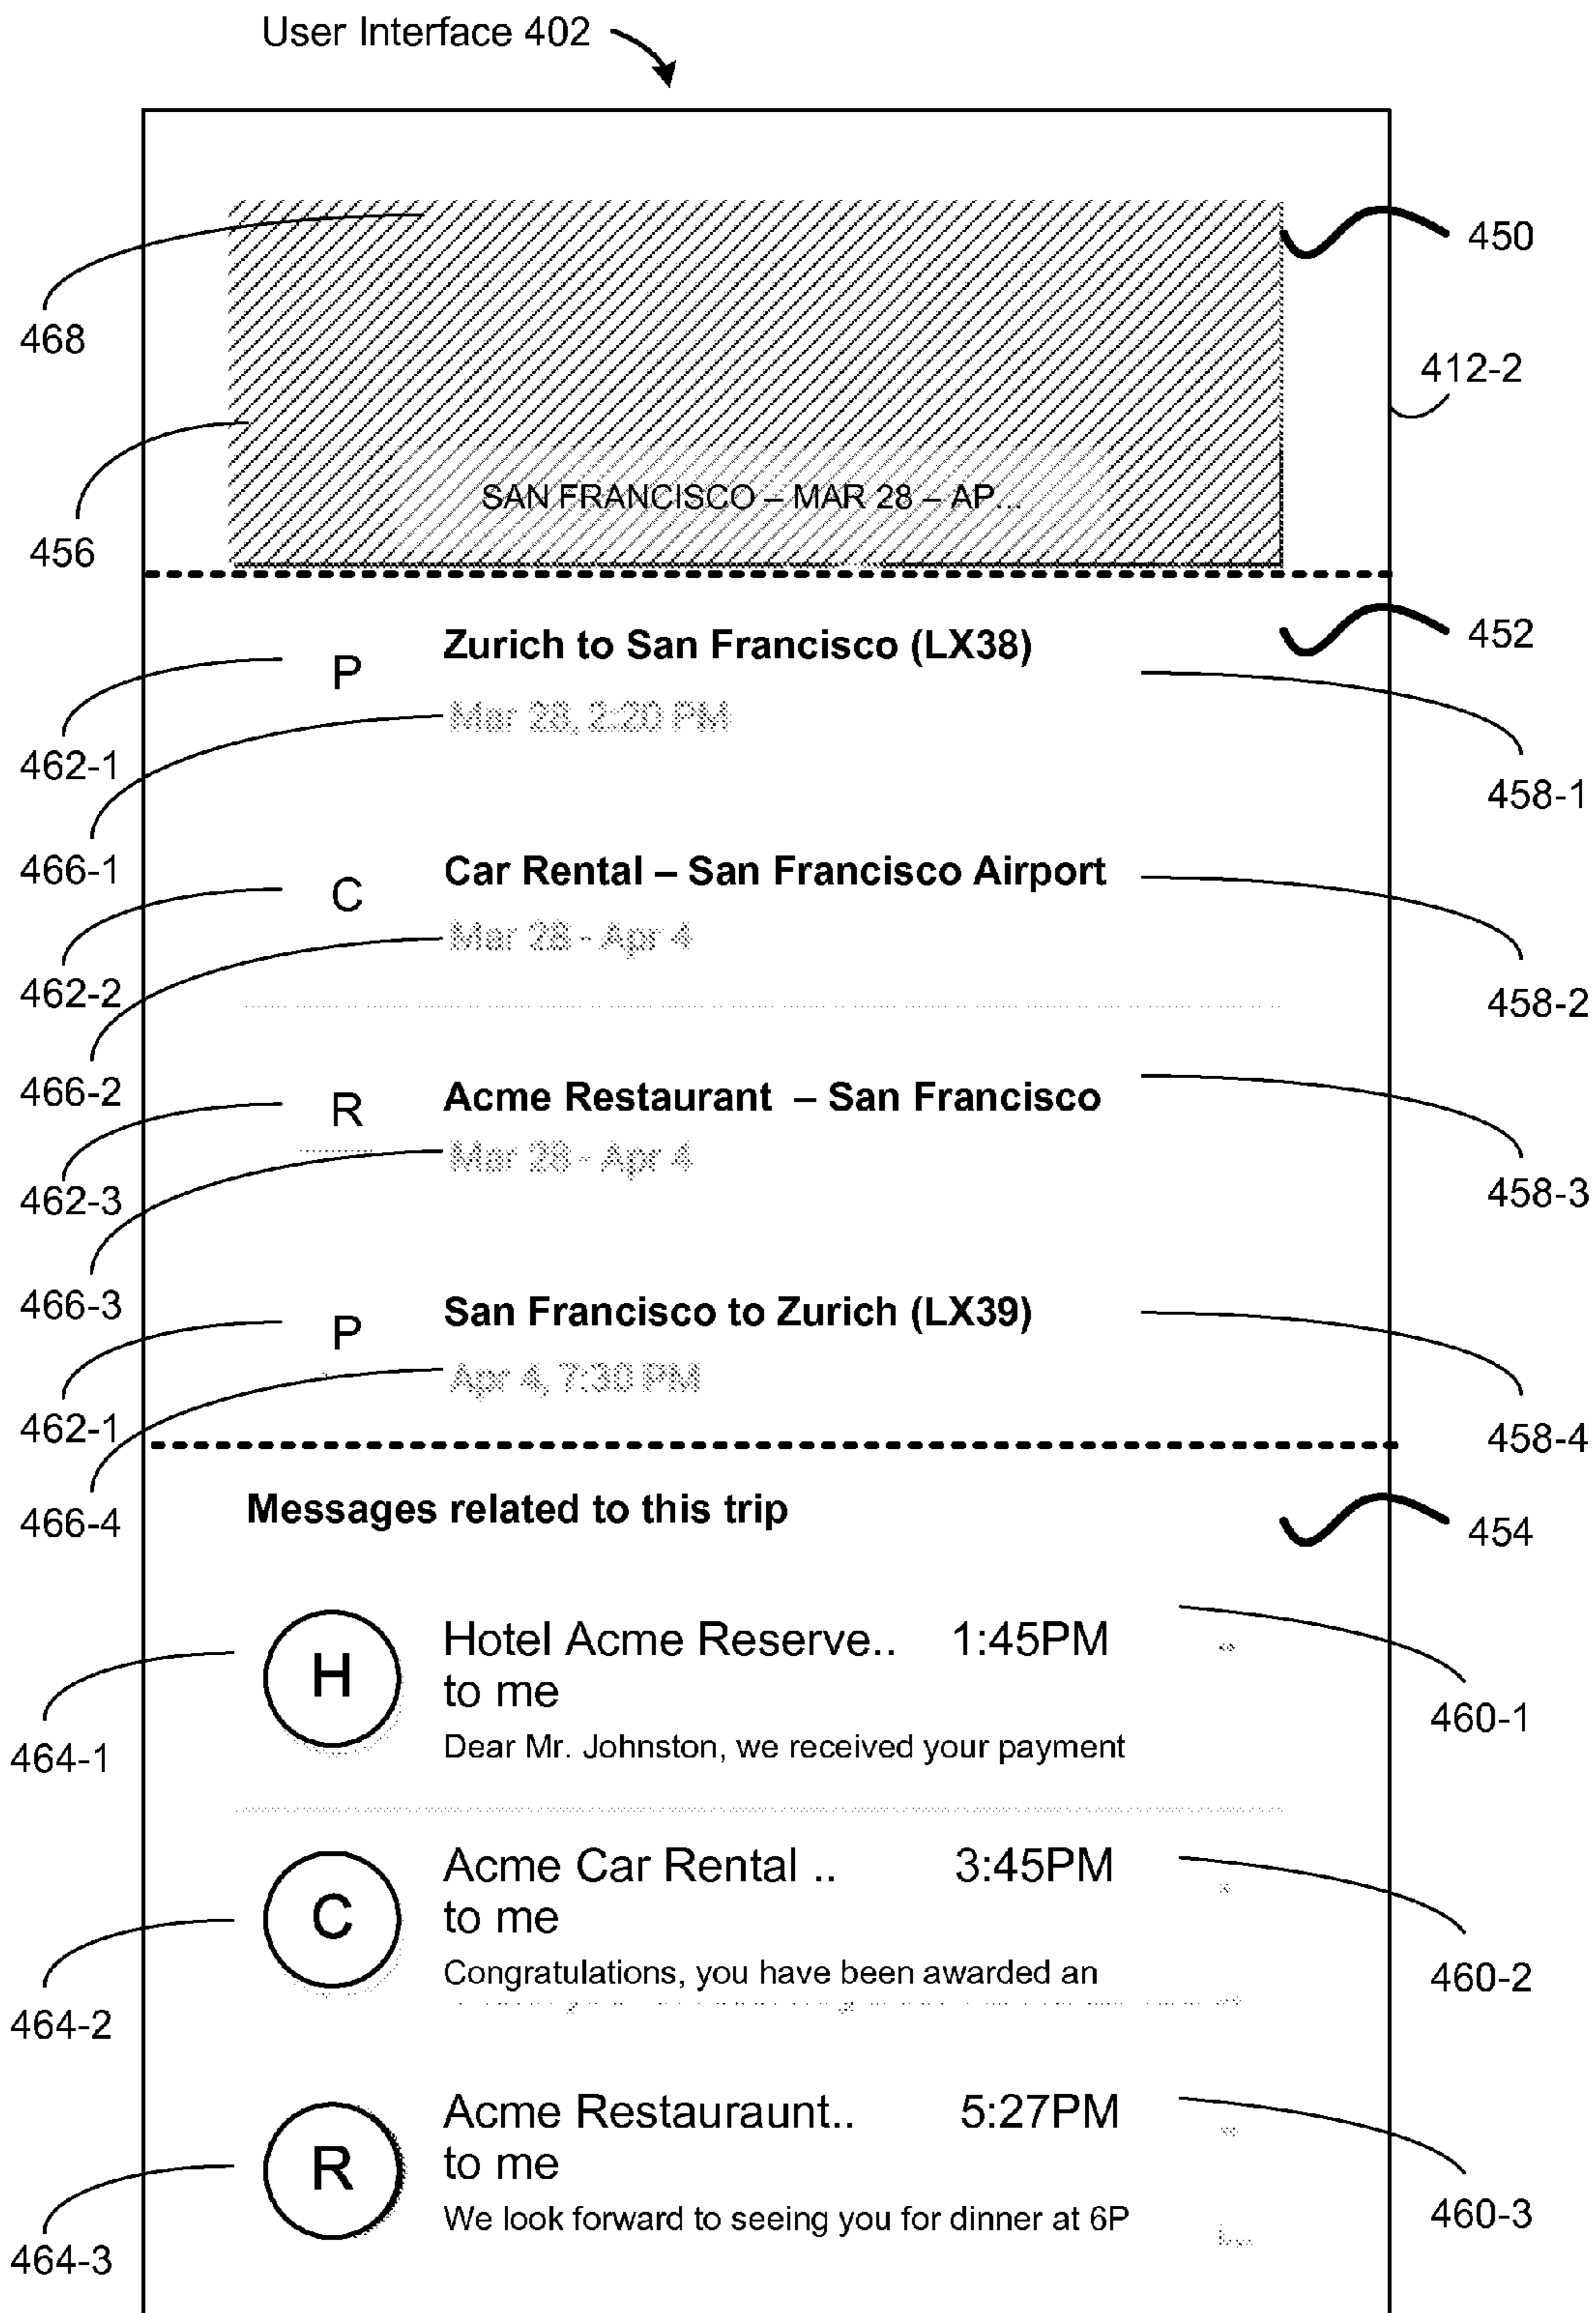 User Interface 402
450
468
412-2
SAN FRANCISCO – MAR 28 – AP...
456
452
P Zurich to San Francisco (LX38)
Mar 28, 2:20 PM
462-1
458-1
466-1
C Car Rental – San Francisco Airport
Mar 28 - Apr 4
462-2
458-2
466-2
R Acme Restaurant – San Francisco
Mar 28 - Apr 4
462-3
458-3
466-3
P San Francisco to Zurich (LX39)
Apr 4, 7:30 PM
462-1
458-4
466-4
Messages related to this trip
454
H Hotel Acme Reserve.. 1:45PM
to me
Dear Mr. Johnston, we received your payment
460-1
464-1
C Acme Car Rental .. 3:45PM
to me
Congratulations, you have been awarded an
460-2
464-2
R Acme Restauraunt.. 5:27PM
to me
We look forward to seeing you for dinner at 6P
460-3
464-3